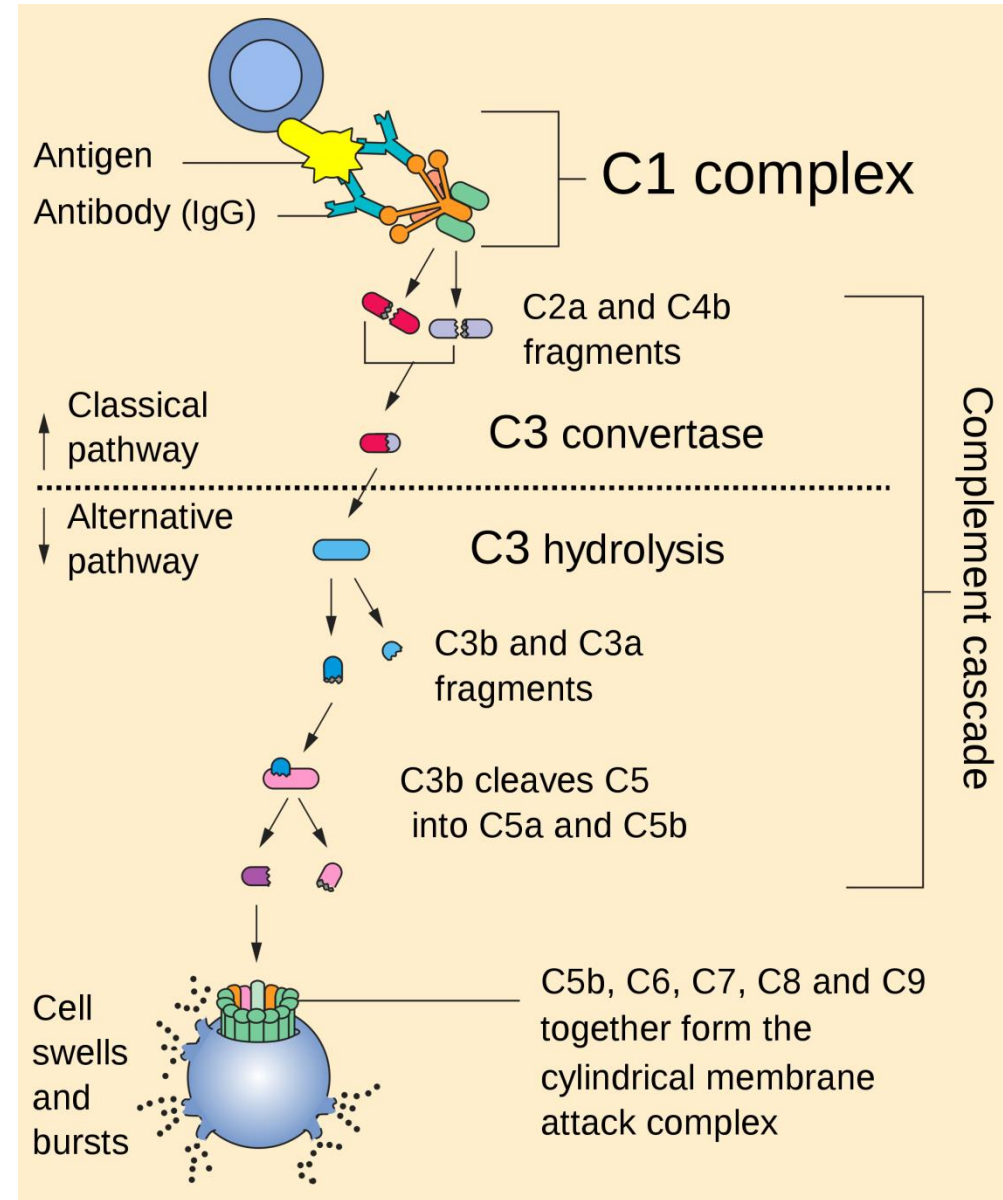 Antigen
C1 complex
Antibody (IgG)
C2a and C4b
fragments
Classical
pathway
C3 convertase
Alternative
pathway
C3 hydrolysis
C3b and C3a
fragments
C3b cleaves C5
into C5a and C5b
Complement cascade
Cell
swells
and
bursts
C5b, C6, C7, C8 and C9
together form the
cylindrical membrane
attack complex